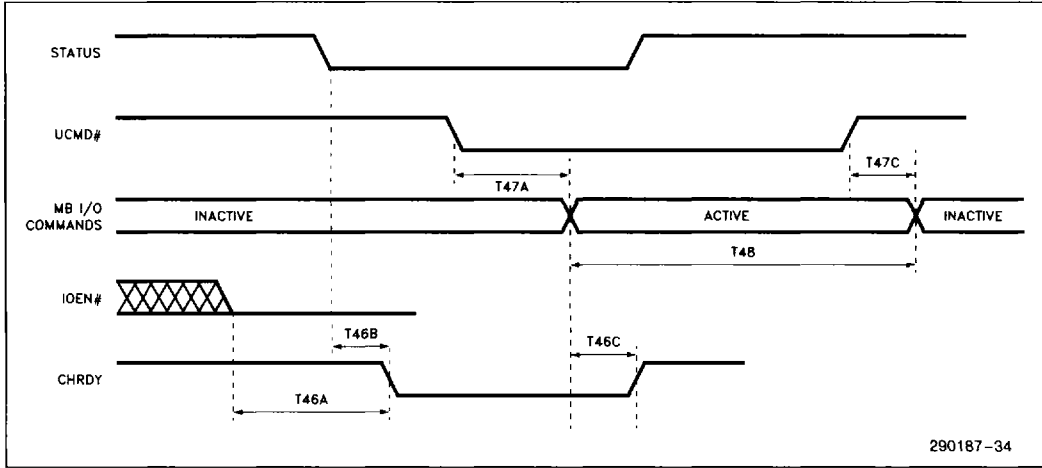 STATUS
UCMD#
T47A
T47C
MB I/O
COMMANDS
INACTIVE
ACTIVE
INACTIVE
T48
IOEN#
T46B
T46C
CHRDY
T46A
290187-34